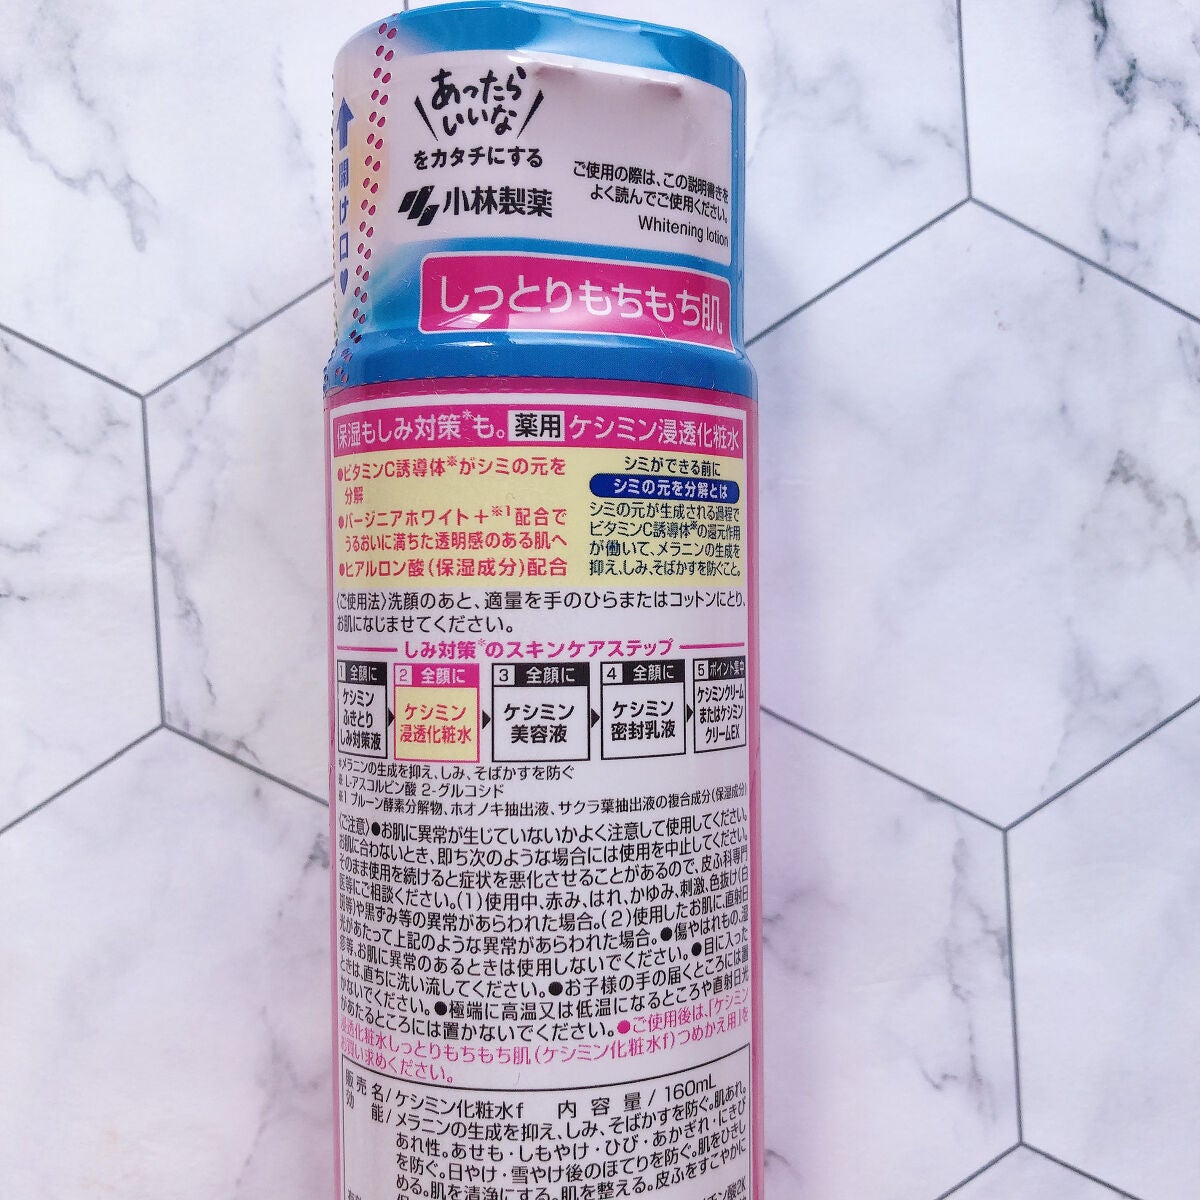 あったら
いいな
をカタチにする
小林製薬
開け口
ご使用の際は、この説明書きを
よく読んでご使用ください。
Whitening lotion
しっとりもちもち肌
保湿もしみ対策※も。薬用ケシミン浸透化粧水
●ビタミンC誘導体※がシミの元を
分解
●バージニアホワイト+※1配合で
うるおいに満ちた透明感のある肌へ
●ヒアルロン酸(保湿成分)配合
シミができる前に
シミの元を分解とは
シミの元が生成される過程で
ビタミンC誘導体※の還元作用
が働いて、メラニンの生成を
抑え、しみ、そばかすを防ぐこと。
〈ご使用法〉洗顔のあと、適量を手のひらまたはコットンにとり、
お肌になじませてください。
しみ対策※のスキンケアステップ
1 全顔に
ケシミン
ふきとり
しみ対策液
2 全顔に
ケシミン
浸透化粧水
3 全顔に
ケシミン
美容液
4 全顔に
ケシミン
密封乳液
5 ポイント集中
ケシミンクリーム
またはケシミン
クリームEX
*メラニンの生成を抑え、しみ、そばかすを防ぐ
※ L-アスコルビン酸 2-グルコシド
※1 プルーン酵素分解物、ホオノキ抽出液、サクラ葉抽出液の複合成分(保湿成分)
〈ご注意〉●お肌に異常が生じていないかよく注意して使用してください。
お肌に合わないとき、即ち次のような場合には使用を中止してください。
そのまま使用を続けると症状を悪化させることがあるので、皮ふ科専門
医等にご相談ください。(1)使用中、赤み、はれ、かゆみ、刺激、色抜け(白
斑等)や黒ずみ等の異常があらわれた場合。(2)使用したお肌に、直射日
光があたって上記のような異常があらわれた場合。●傷やはれもの、湿
疹等、お肌に異常のあるときは使用しないでください。●目に入った
ときは、直ちに洗い流してください。●お子様の手の届くところには置
かないでください。●極端に高温又は低温になるところや直射日光
があたるところには置かないでください。●ご使用後は、「ケシミン
浸透化粧水しっとりもちもち肌(ケシミン化粧水f)つめかえ用」を
お買い求めください。
販売名/ケシミン化粧水f 内容量/160mL
効能/メラニンの生成を抑え、しみ、そばかすを防ぐ。肌あれ。
あれ性。あせも・しもやけ・ひび・あかぎれ・にきび
を防ぐ。日やけ・雪やけ後のほてりを防ぐ。肌をひきし
める。肌を清浄にする。肌を整える。皮ふをすこやかに
チン酸2K